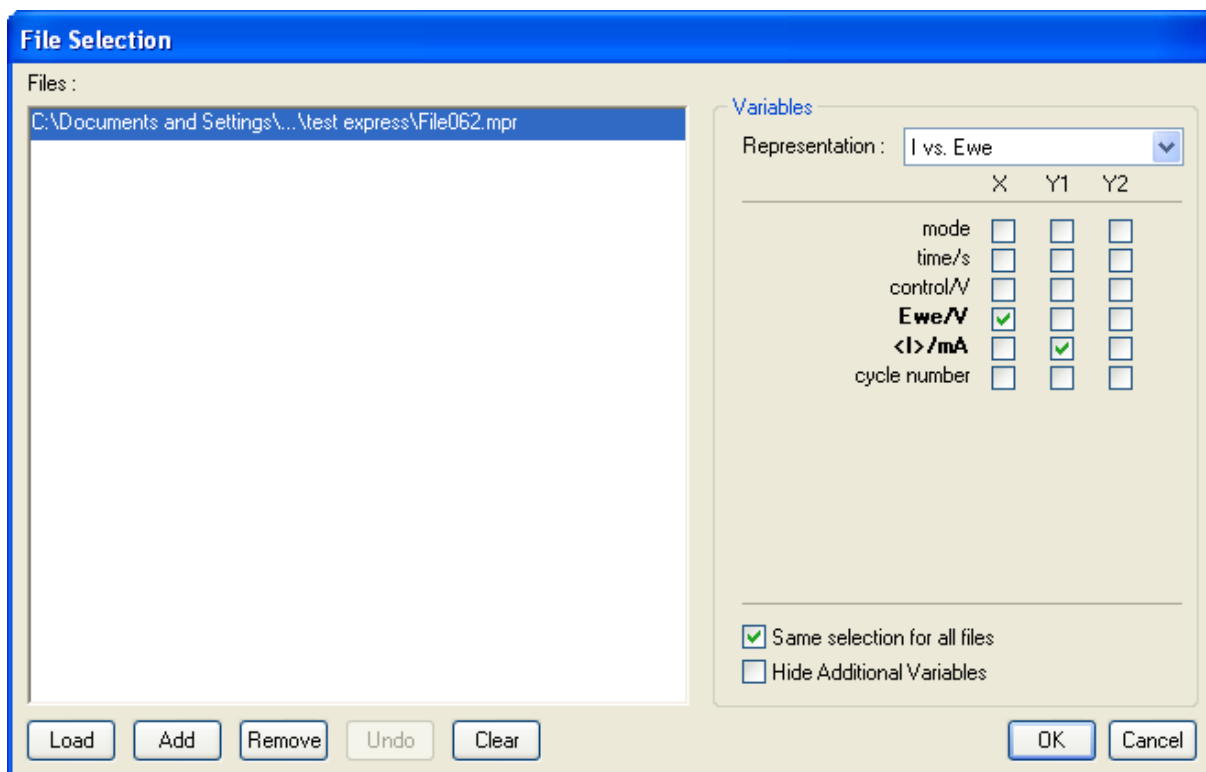 File Selection
Files :
C:\Documents and Settings\...\test express\File062.mpr
Variables
Representation : I vs. Ewe
X Y1 Y2
mode
time/s
control/V
Ewe/V
<I>/mA
cycle number
Same selection for all files
Hide Additional Variables
Load Add Remove Undo Clear OK Cancel